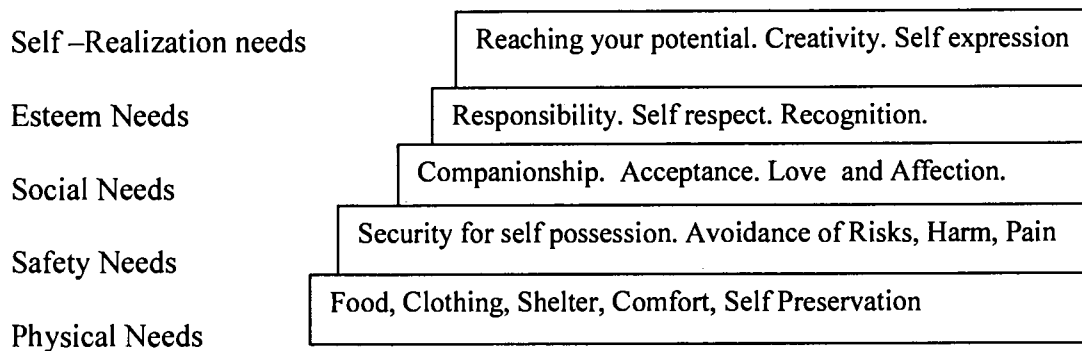 Self –Realization needs
Reaching your potential. Creativity. Self expression
Esteem Needs
Responsibility. Self respect. Recognition.
Social Needs
Companionship. Acceptance. Love and Affection.
Safety Needs
Security for self possession. Avoidance of Risks, Harm, Pain
Physical Needs
Food, Clothing, Shelter, Comfort, Self Preservation